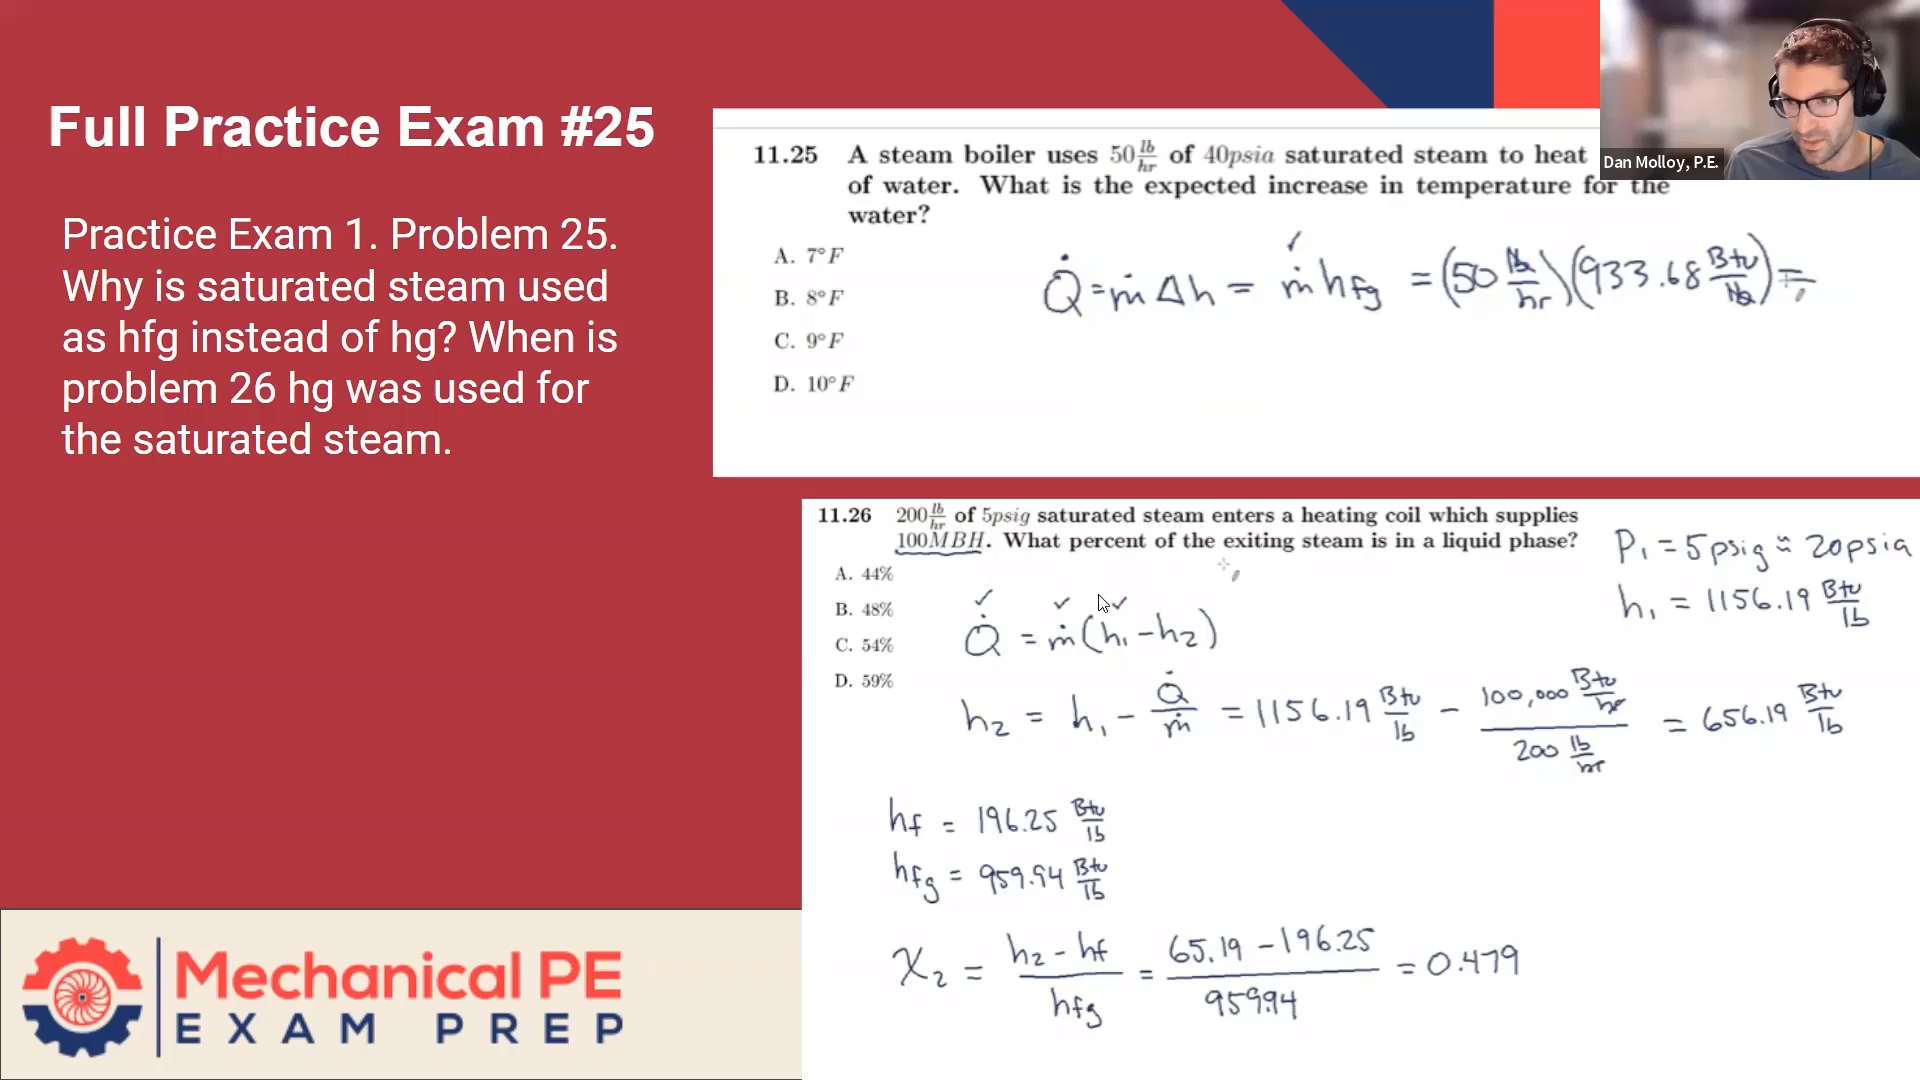 Full Practice Exam #25
Practice Exam 1. Problem 25.
Why is saturated steam used
as hfg instead of hg? When is
problem 26 hg was used for
the saturated steam.
Dan Molloy, P.E.
11.25 A steam boiler uses 50 lb/hr of 40psia saturated steam to heat
of water. What is the expected increase in temperature for the
water?
A. 7°F
B. 8°F
C. 9°F
D. 10°F
Q̇ = ṁ Δh = ṁ hfg = (50 lb/hr)(933.68 Btu/lb) =
11.26 200 lb/hr of 5psig saturated steam enters a heating coil which supplies
100MBH. What percent of the exiting steam is in a liquid phase?
A. 44%
B. 48%
C. 54%
D. 59%
P1 = 5psig ≈ 20psia
h1 = 1156.19 Btu/lb
Q̇ = ṁ(h1 - h2)
h2 = h1 - Q̇/ṁ = 1156.19 Btu/lb - 100,000 Btu/hr / 200 lb/hr = 656.19 Btu/lb
hf = 196.25 Btu/lb
hfg = 959.94 Btu/lb
X2 = h2 - hf / hfg = 65.19 - 196.25 / 959.94 = 0.479
Mechanical PE
EXAM PREP